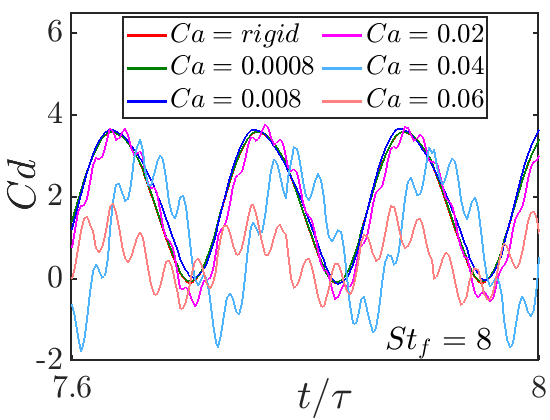 6
4
2
0
-2
Cd
Ca = rigid
Ca = 0.0008
Ca = 0.008
Ca = 0.02
Ca = 0.04
Ca = 0.06
St_f = 8
7.6
8
t/τ